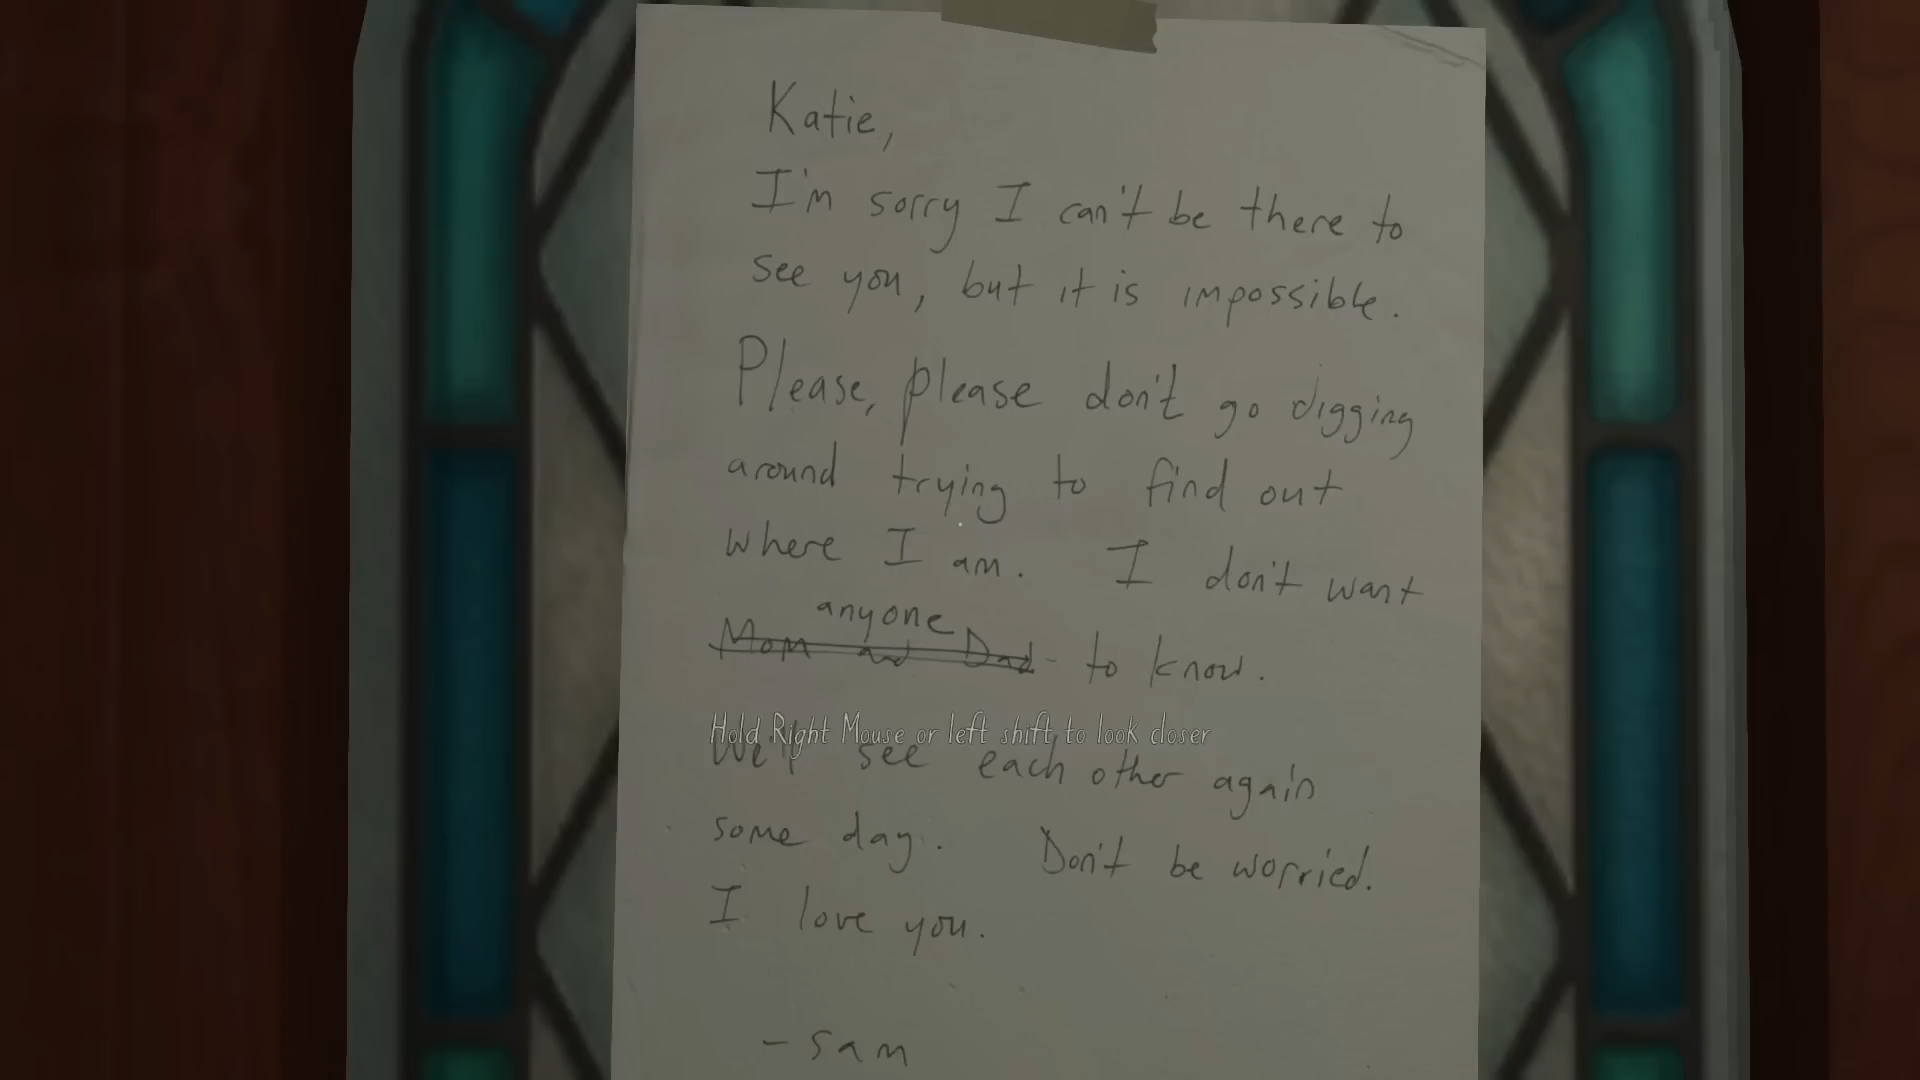 Katie,
I'm sorry I can't be there to
see you, but it is impossible.
Please, please don't go digging
around trying to find out
where I am. I don't want
anyone
Mom and Dad to know.
Hold Right Mouse or left shift to look closer
We'll see each other again
some day. Don't be worried.
I love you.
- Sam